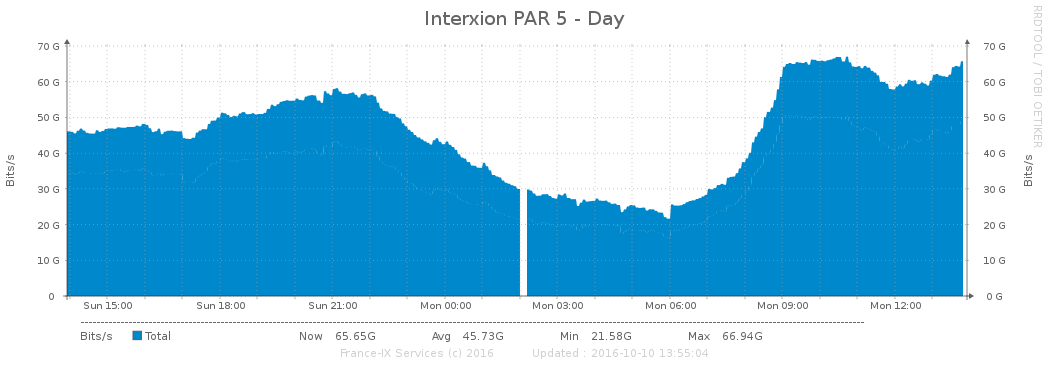 Interxion PAR 5 - Day
RRDTOOL / TOBI OETIKER
70 G 70 G
60 G 60 G
50 G 50 G
40 G 40 G
30 G 30 G
20 G 20 G
10 G 10 G
0 0 G
Bits/s
Bits/s
Sun 15:00 Sun 18:00 Sun 21:00 Mon 00:00 Mon 03:00 Mon 06:00 Mon 09:00 Mon 12:00
Bits/s Total Now 65.65G Avg 45.73G Min 21.58G Max 66.94G
France-IX Services (c) 2016 Updated : 2016-10-10 13:55:04